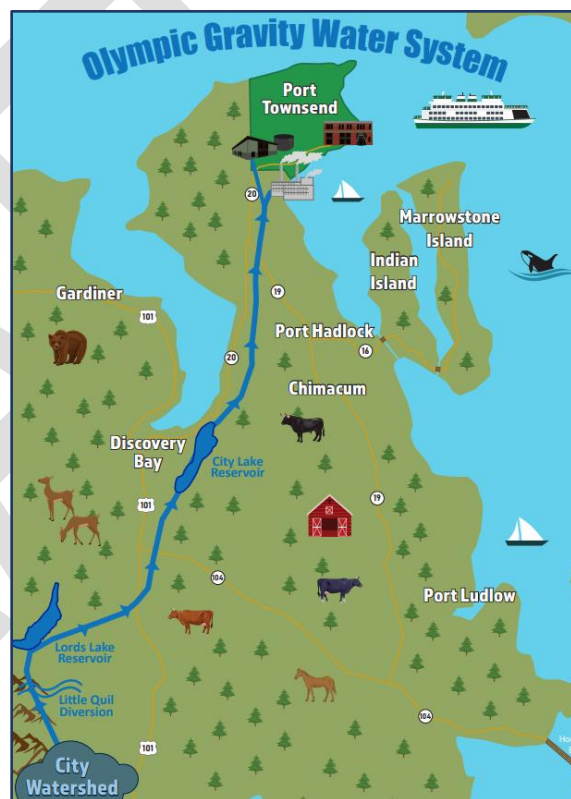 Olympic Gravity Water System
Port
Townsend
20
Marrowstone
Island
Indian
Island
Gardiner
101
19
Port Hadlock
16
20
Chimacum
Discovery
Bay
City Lake
Reservoir
101
19
104
Port Ludlow
Lords Lake
Reservoir
Little Quil
Diversion
104
101
City
Watershed